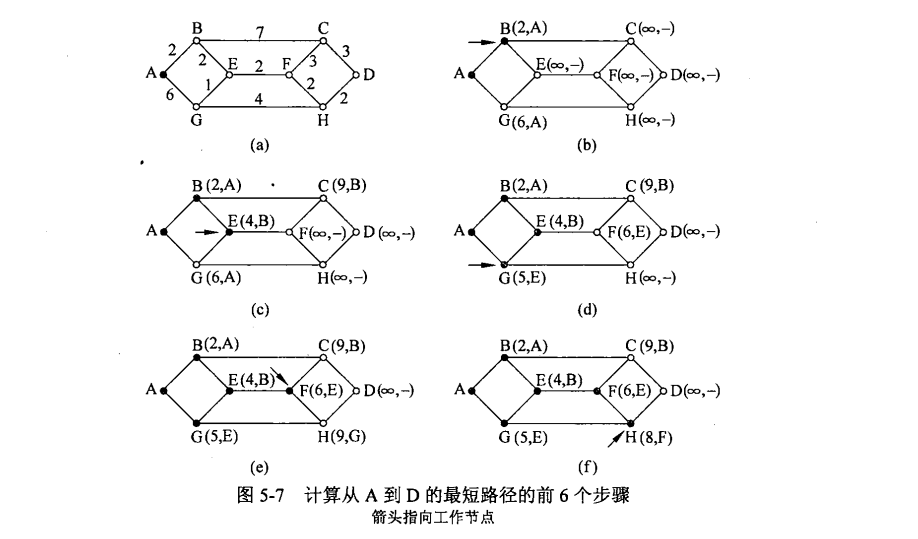 B 7 C
2 2 3 3
A E 2 F D
6 1 2 2
4
G H
(a)
B(2,A) C(∞,−)
A E(∞,−) F(∞,−) D(∞,−)
G(6,A) H(∞,−)
(b)
B(2,A) C(9,B)
A E(4,B) F(∞,−) D(∞,−)
G(6,A) H(∞,−)
(c)
B(2,A) C(9,B)
A E(4,B) F(6,E) D(∞,−)
G(5,E) H(∞,−)
(d)
B(2,A) C(9,B)
A E(4,B) F(6,E) D(∞,−)
G(5,E) H(9,G)
(e)
B(2,A) C(9,B)
A E(4,B) F(6,E) D(∞,−)
G(5,E) H(8,F)
(f)
图 5-7 计算从 A 到 D 的最短路径的前 6 个步骤
箭头指向工作节点